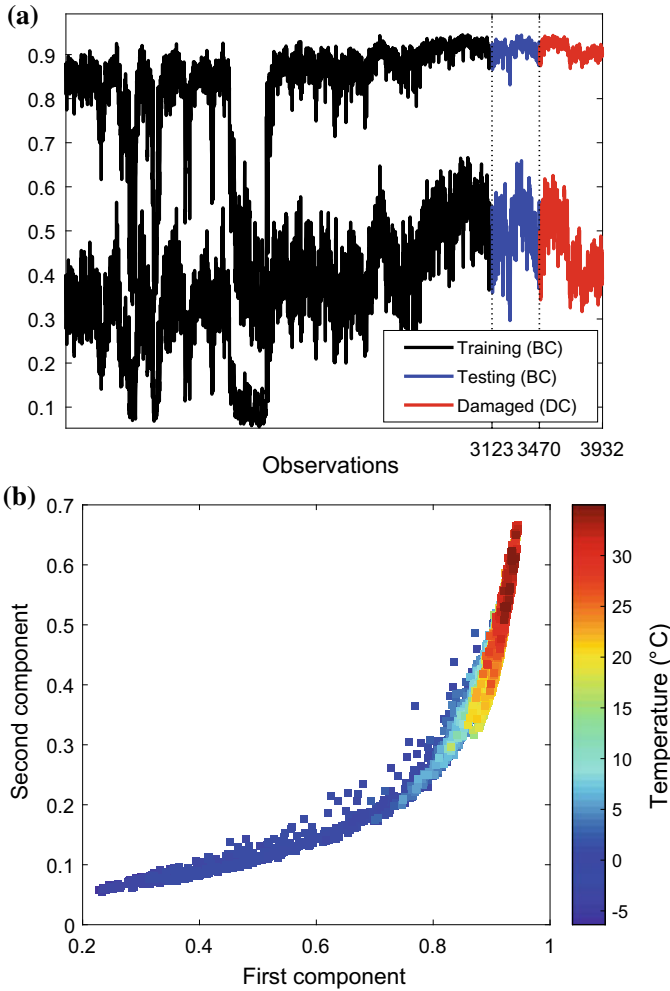 (a)
0.9
0.8
0.7
0.6
0.5
0.4
0.3
0.2
0.1
Training (BC)
Testing (BC)
Damaged (DC)
3123 3470 3932
Observations
(b)
0.7
0.6
0.5
0.4
0.3
0.2
0.1
0
Second component
0.2 0.4 0.6 0.8 1
First component
30
25
20
15
10
5
0
-5
Temperature (°C)